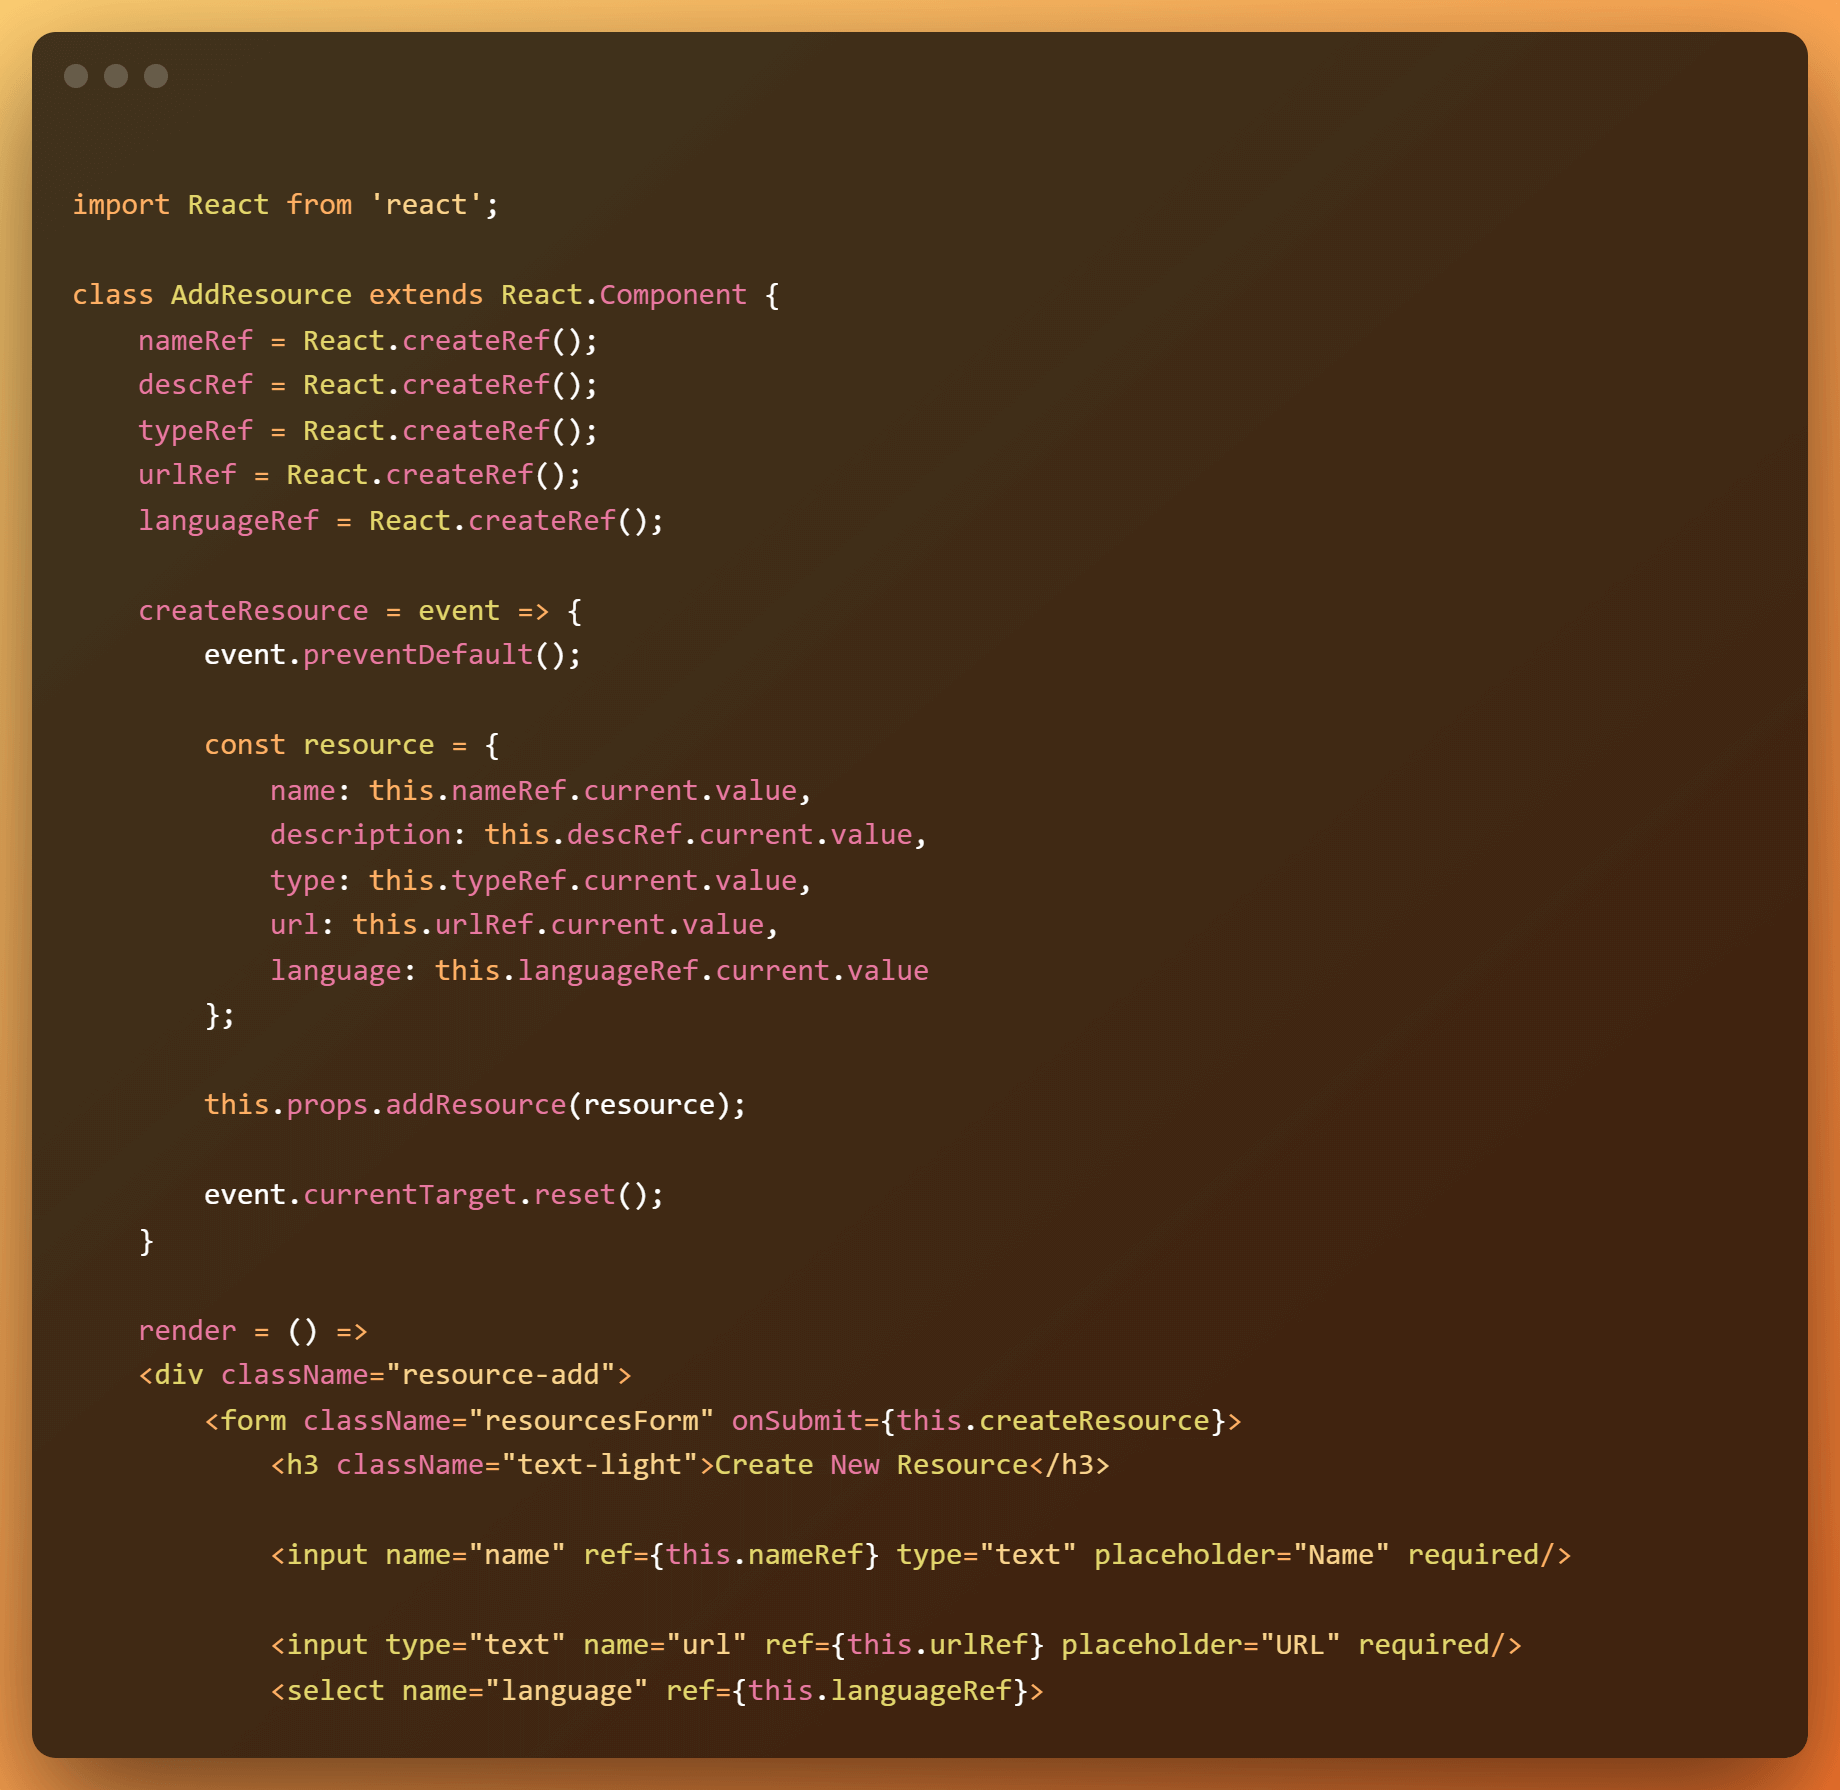 import React from 'react';
class AddResource extends React.Component {
    nameRef = React.createRef();
    descRef = React.createRef();
    typeRef = React.createRef();
    urlRef = React.createRef();
    languageRef = React.createRef();
    createResource = event => {
        event.preventDefault();
        const resource = {
            name: this.nameRef.current.value,
            description: this.descRef.current.value,
            type: this.typeRef.current.value,
            url: this.urlRef.current.value,
            language: this.languageRef.current.value
        };
        this.props.addResource(resource);
        event.currentTarget.reset();
    }
    render = () =>
    <div className="resource-add">
        <form className="resourcesForm" onSubmit={this.createResource}>
            <h3 className="text-light">Create New Resource</h3>
            <input name="name" ref={this.nameRef} type="text" placeholder="Name" required/>
            <input type="text" name="url" ref={this.urlRef} placeholder="URL" required/>
            <select name="language" ref={this.languageRef}>